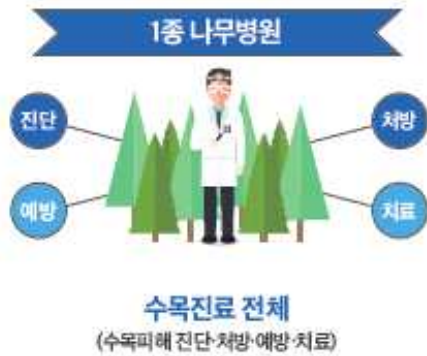 1종 나무병원
진단
처방
예방
치료
수목진료 전체
(수목피해 진단·처방·예방·치료)